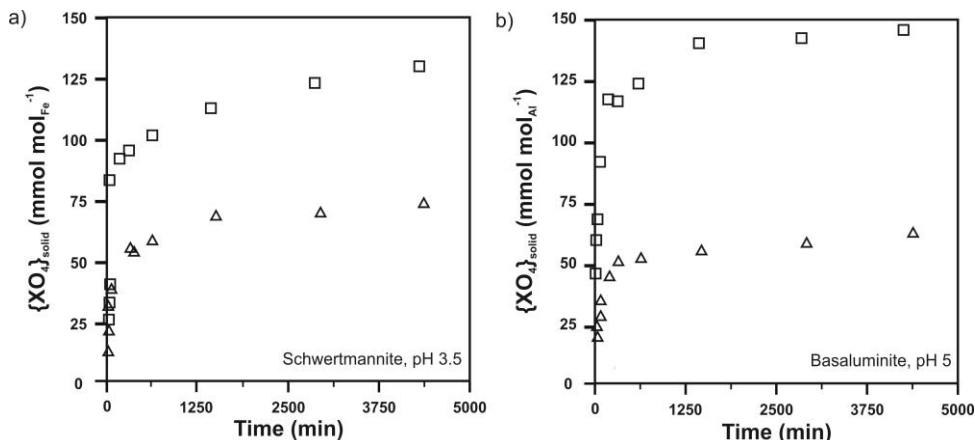 a)
{XO₄}solid (mmol molFe⁻¹)
150
125
100
75
50
25
0
Schwertmannite, pH 3.5
0 1250 2500 3750 5000
Time (min)
b)
{XO₄}solid (mmol molAl⁻¹)
150
125
100
75
50
25
0
Basaluminite, pH 5
0 1250 2500 3750 5000
Time (min)